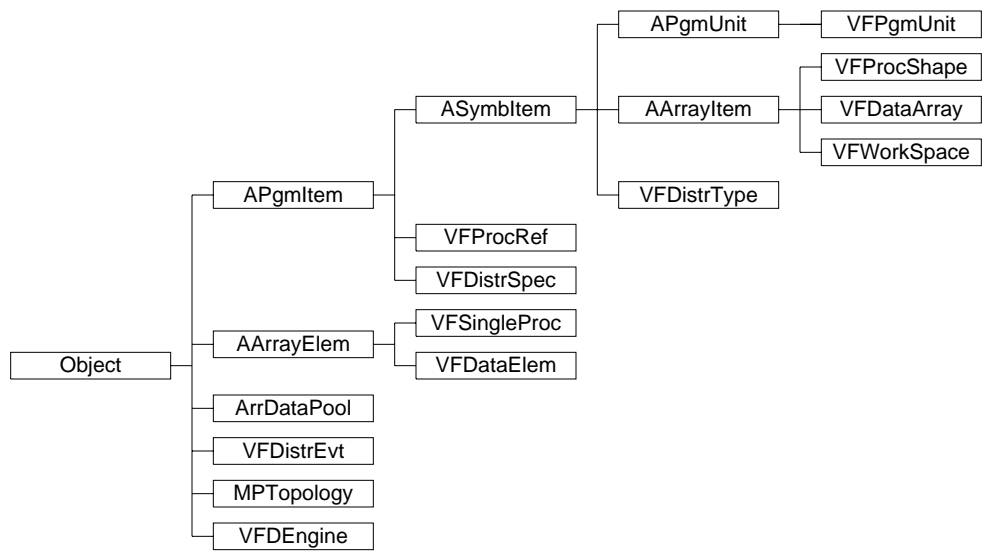 APgmUnit
VFPgmUnit
VFProcShape
ASymbItem
AArrayItem
VFDataArray
VFWorkSpace
APgmItem
VFDistrType
VFProcRef
VFDistrSpec
VFSingleProc
AArrayElem
Object
VFDataElem
ArrDataPool
VFDistrEvt
MPTopology
VFDEngine